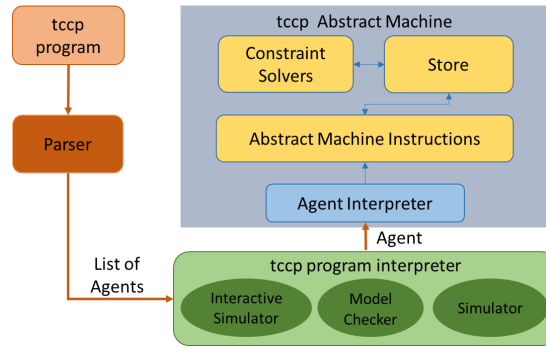 tccp
program
Parser
List of
Agents
tccp Abstract Machine
Constraint
Solvers
Store
Abstract Machine Instructions
Agent Interpreter
Agent
tccp program interpreter
Interactive
Simulator
Model
Checker
Simulator